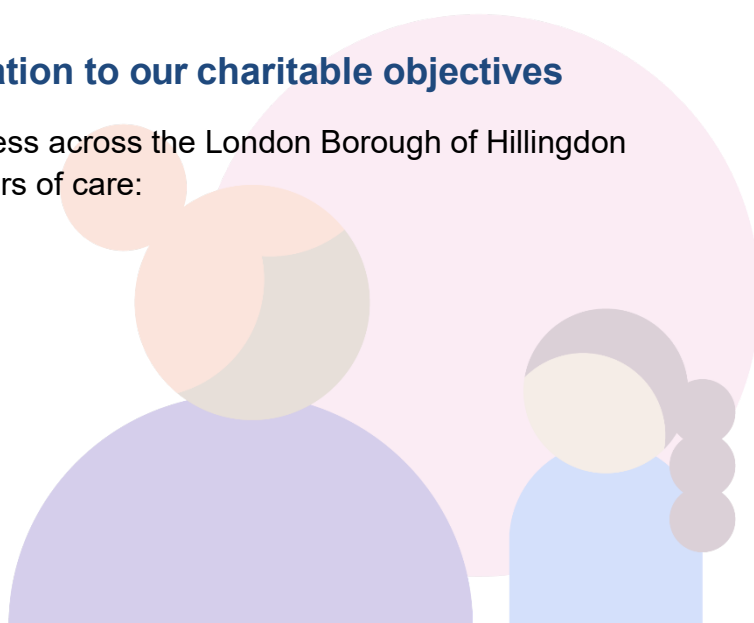 ation to our charitable objectives
ess across the London Borough of Hillingdon
rs of care: